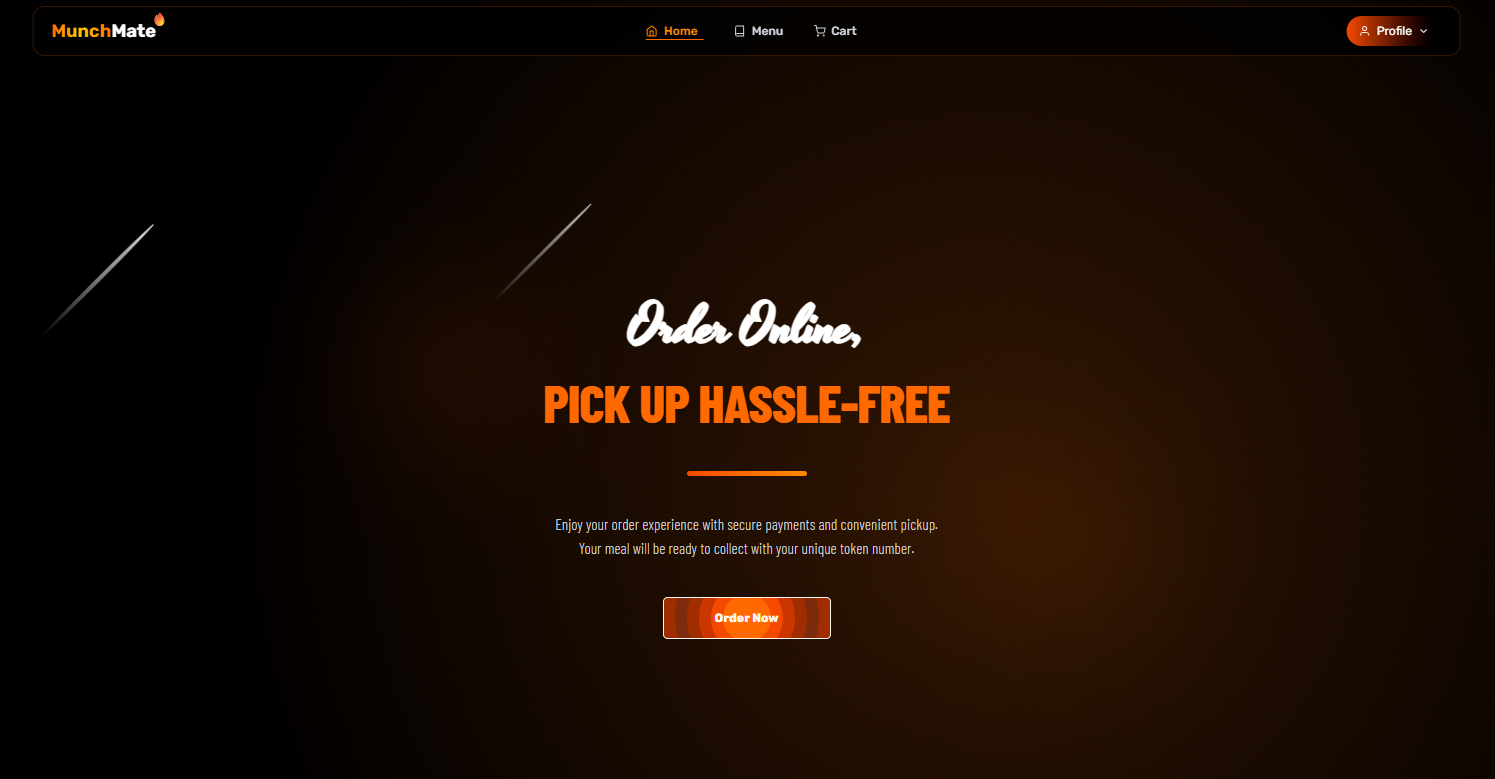 MunchMate
Home
Menu
Cart
Profile
Order Online,
PICK UP HASSLE-FREE
Enjoy your order experience with secure payments and convenient pickup.
Your meal will be ready to collect with your unique token number.
Order Now